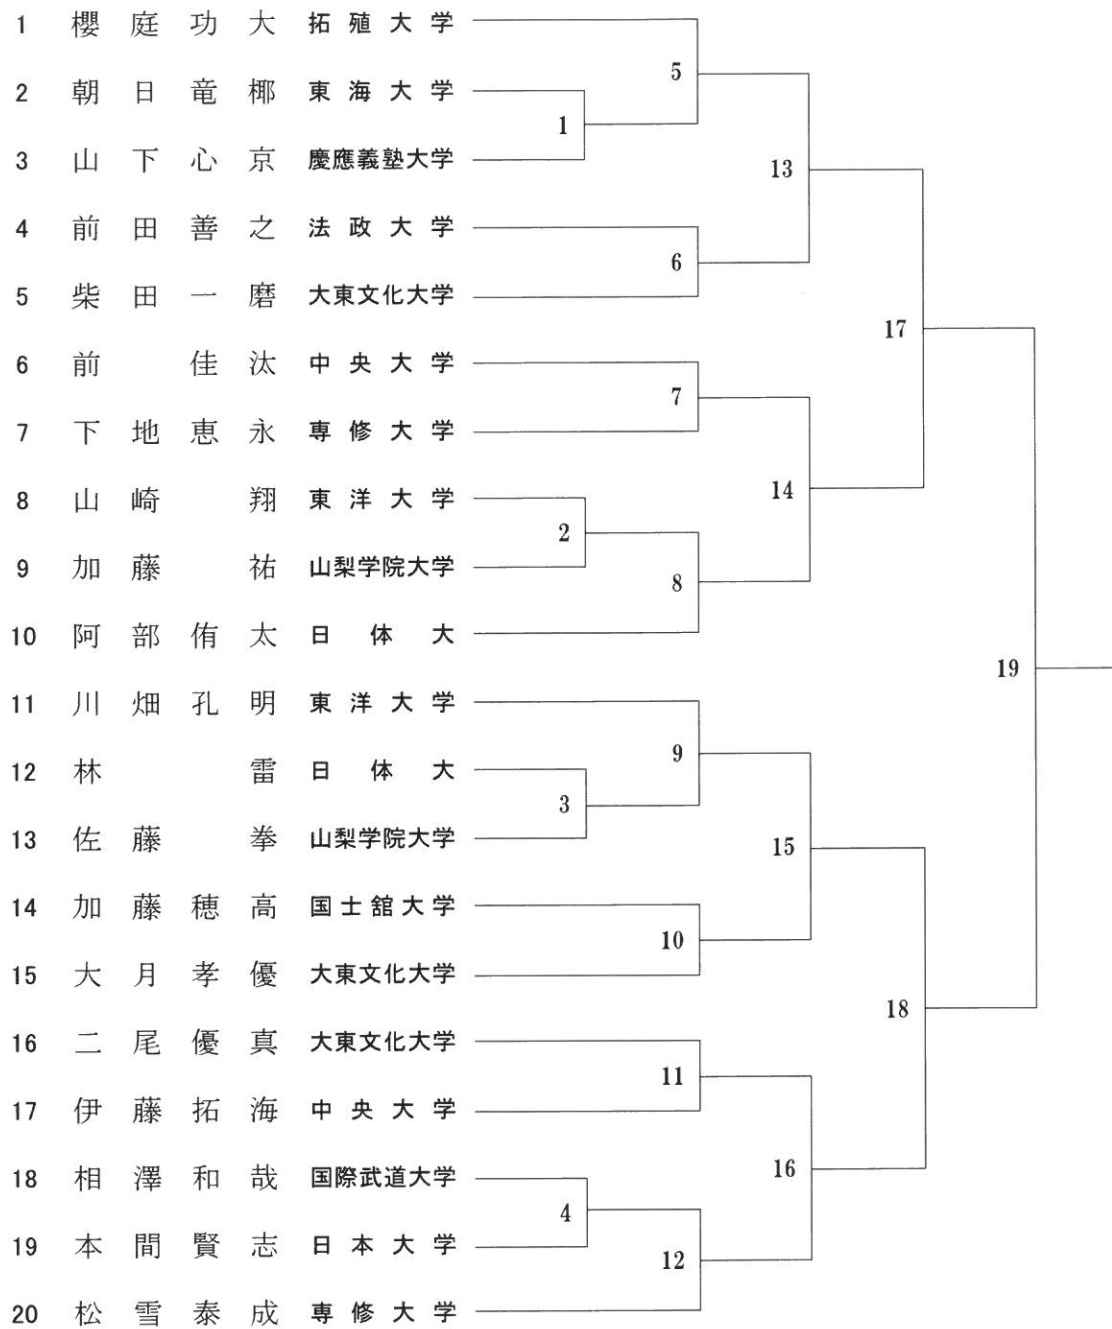 1 櫻庭功大 拓殖大学
5
2 朝日竜椰 東海大学
1
3 山下心京 慶應義塾大学
13
4 前田善之 法政大学
6
5 柴田一磨 大東文化大学
17
6 前佳汰 中央大学
7
7 下地恵永 専修大学
14
8 山崎翔 東洋大学
2
9 加藤祐 山梨学院大学
8
10 阿部侑太 日体大
19
11 川畑孔明 東洋大学
9
12 林雷 日体大
3
13 佐藤拳 山梨学院大学
15
14 加藤穂高 国士舘大学
10
15 大月孝優 大東文化大学
18
16 二尾優真 大東文化大学
11
17 伊藤拓海 中央大学
16
18 相澤和哉 国際武道大学
4
19 本間賢志 日本大学
12
20 松雪泰成 専修大学